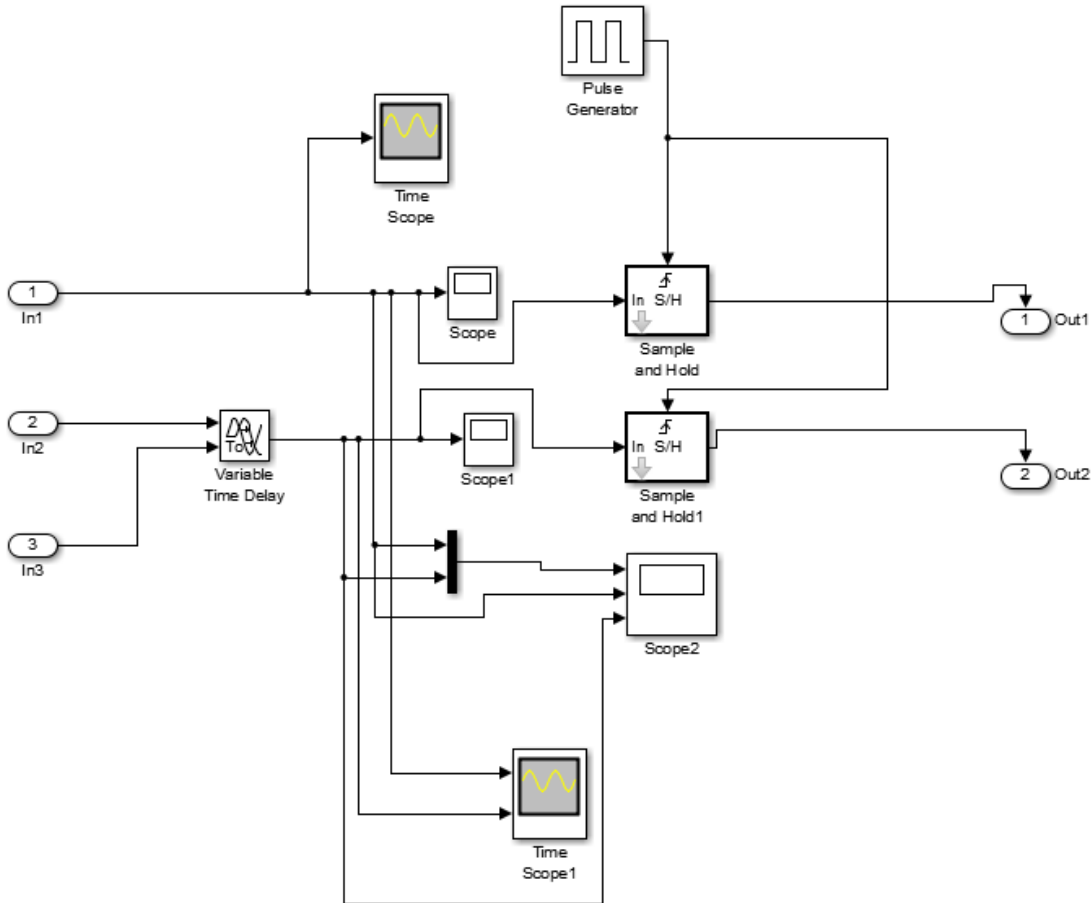 Pulse
Generator
Time
Scope
1
In1
Scope
In S/H
Sample
and Hold
1
Out1
2
In2
To
Variable
Time Delay
Scope1
In S/H
Sample
and Hold1
2
Out2
3
In3
Scope2
Time
Scope1